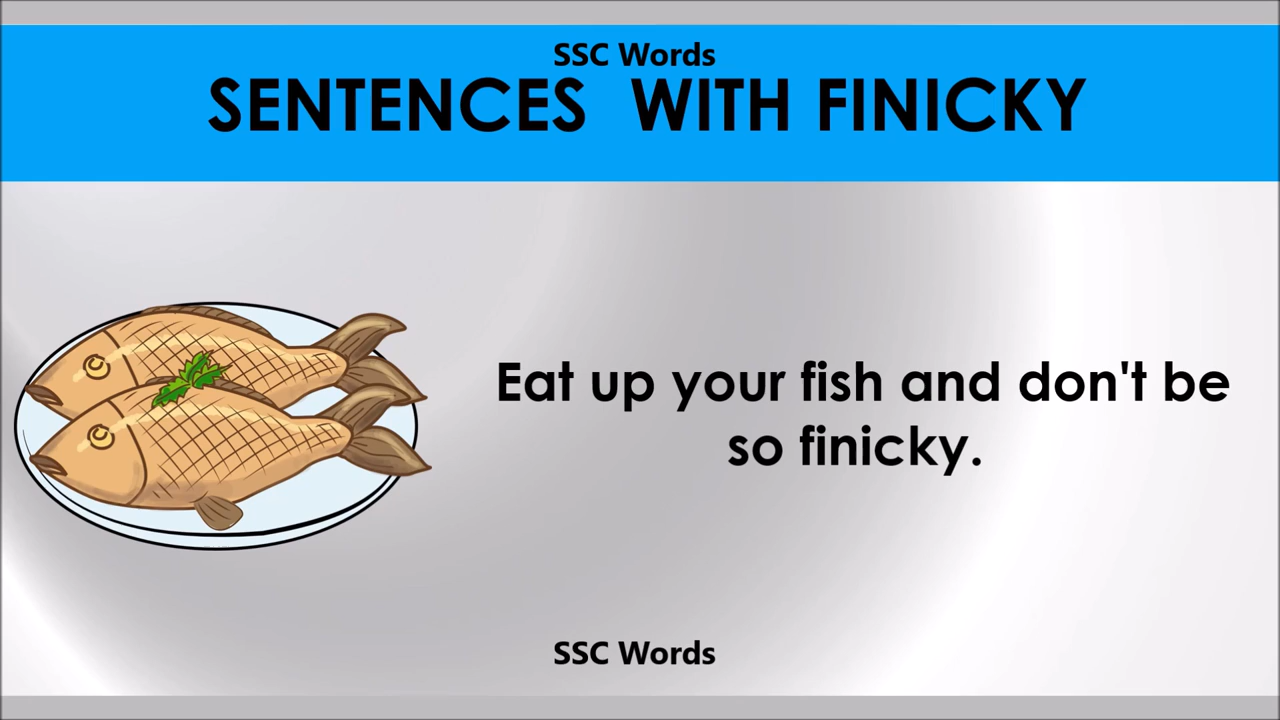 SSC Words
SENTENCES WITH FINICKY
Eat up your fish and don't be
so finicky.
SSC Words